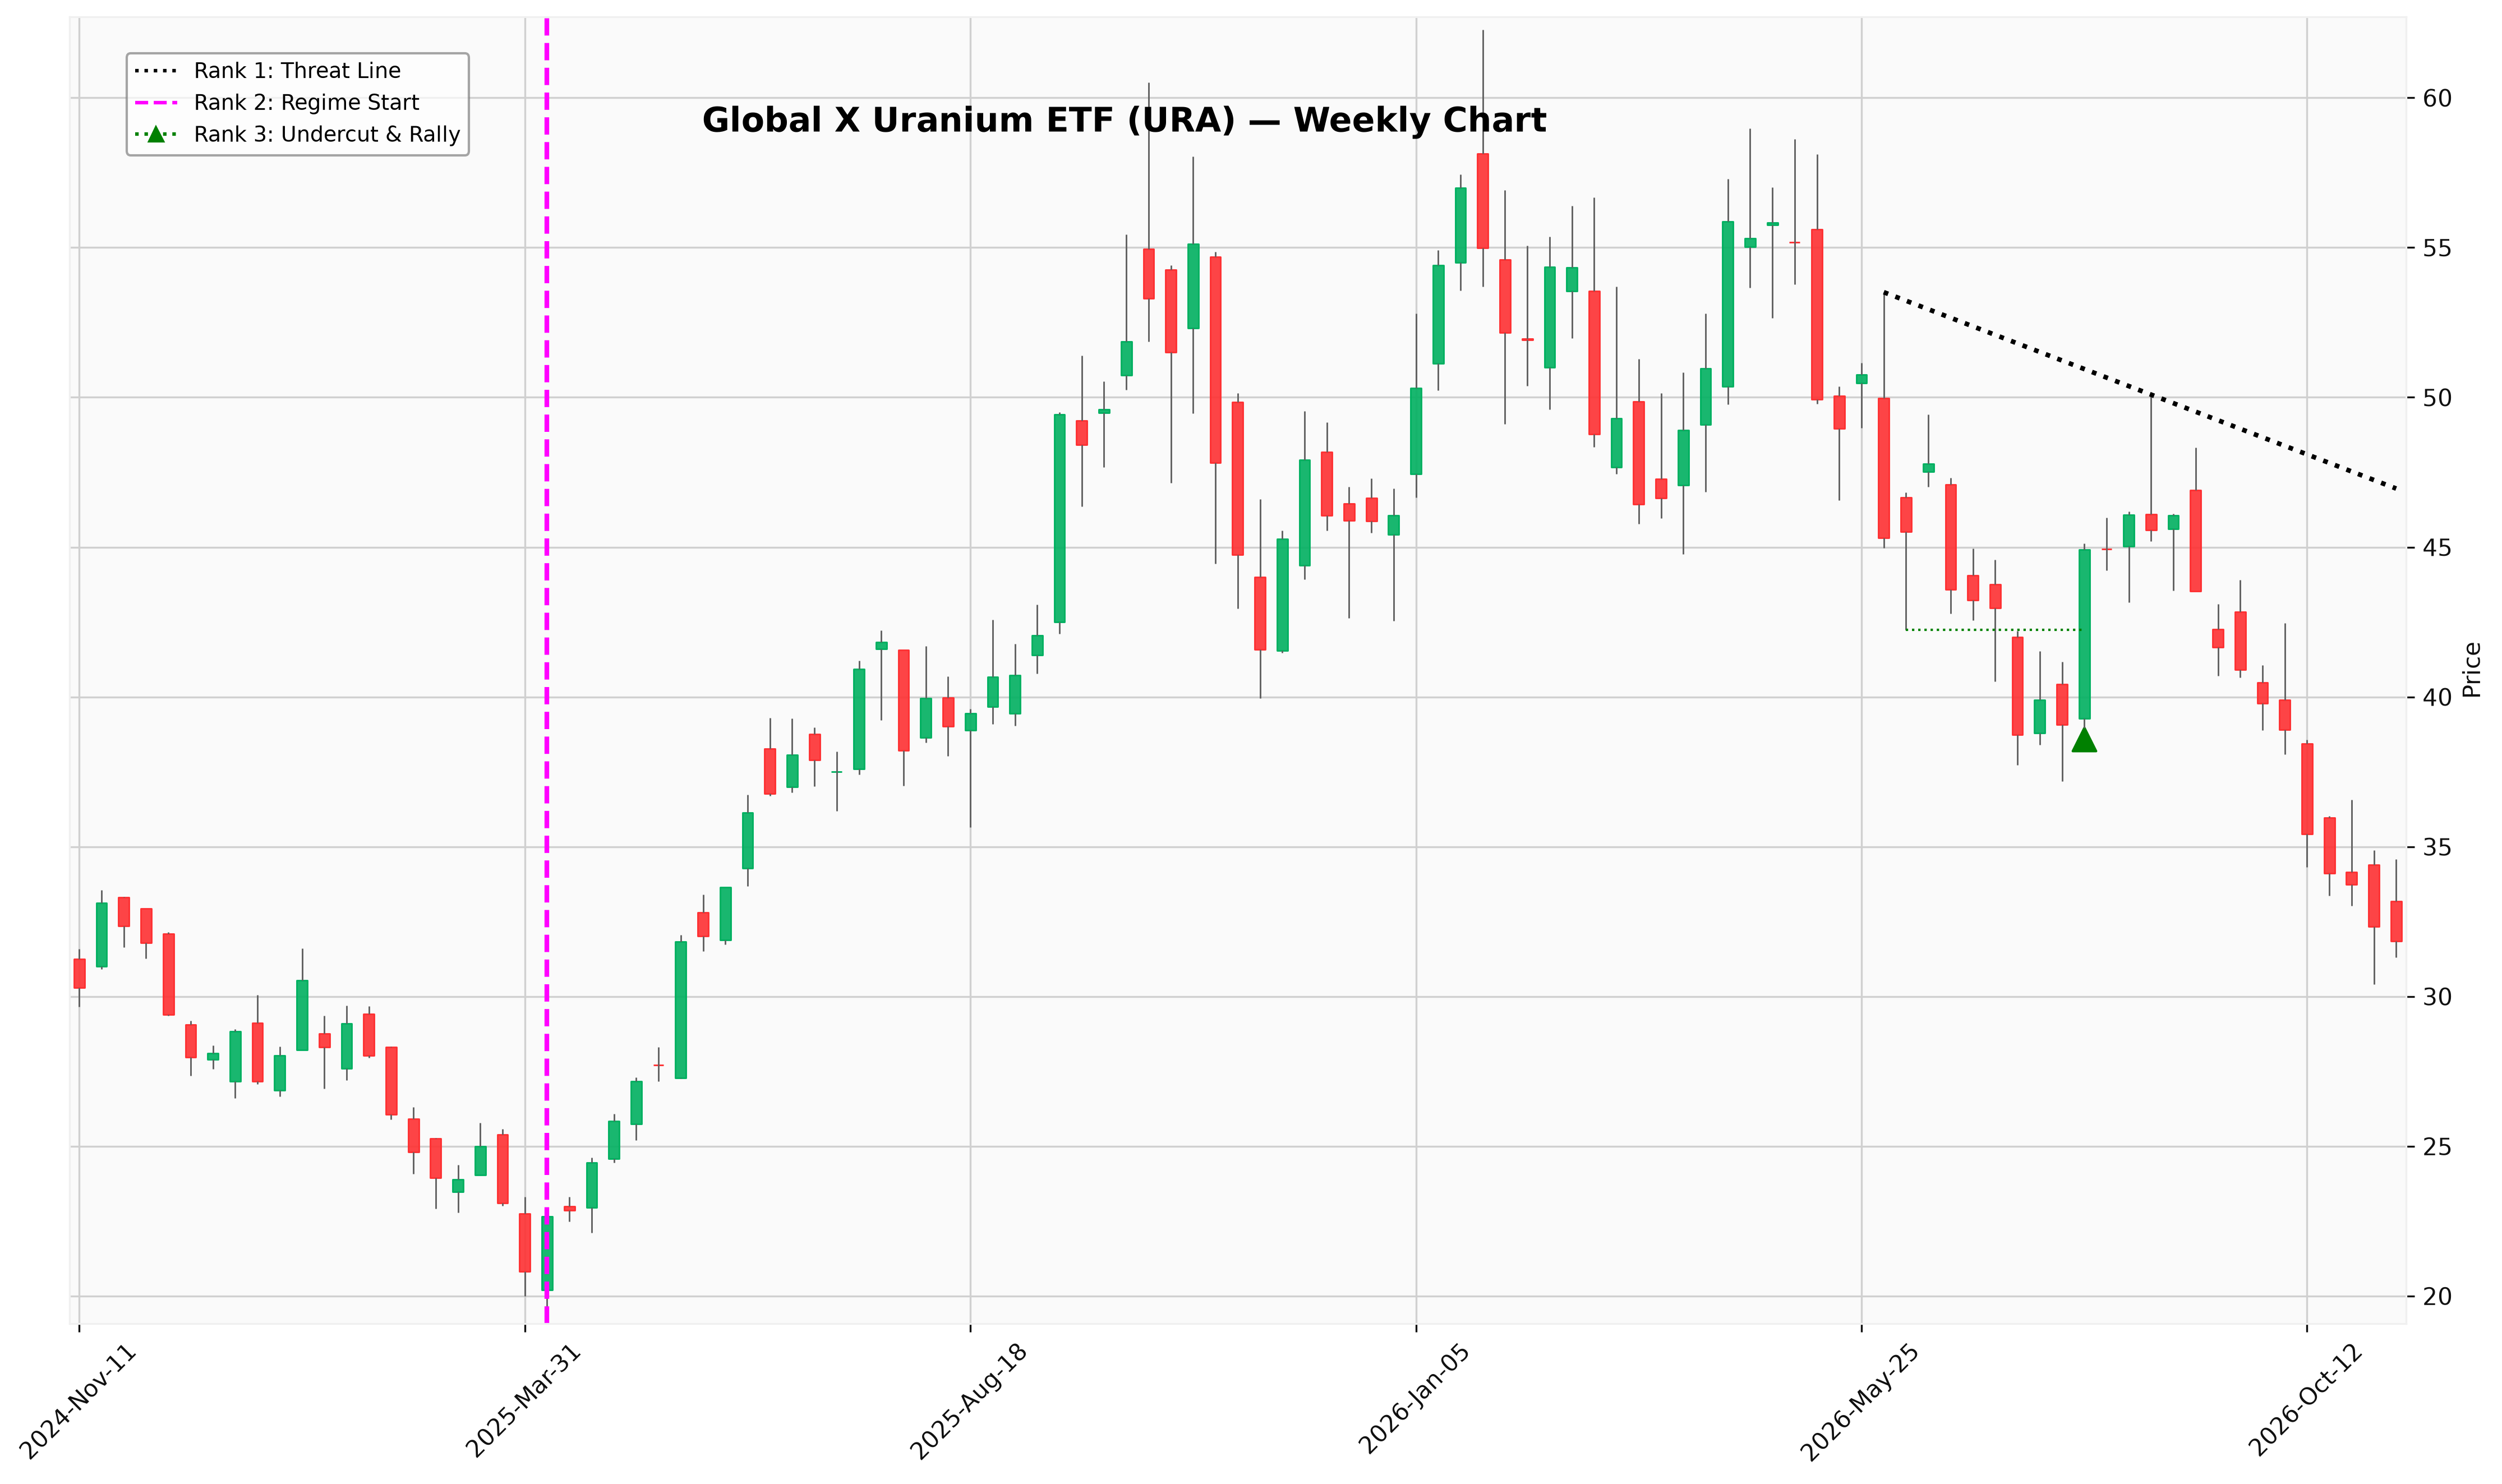 Rank 1: Threat Line
Rank 2: Regime Start
Rank 3: Undercut & Rally
Global X Uranium ETF (URA) — Weekly Chart
60
55
50
45
40
35
30
25
20
Price
2024-Nov-11
2025-Mar-31
2025-Aug-18
2026-Jan-05
2026-May-25
2026-Oct-12